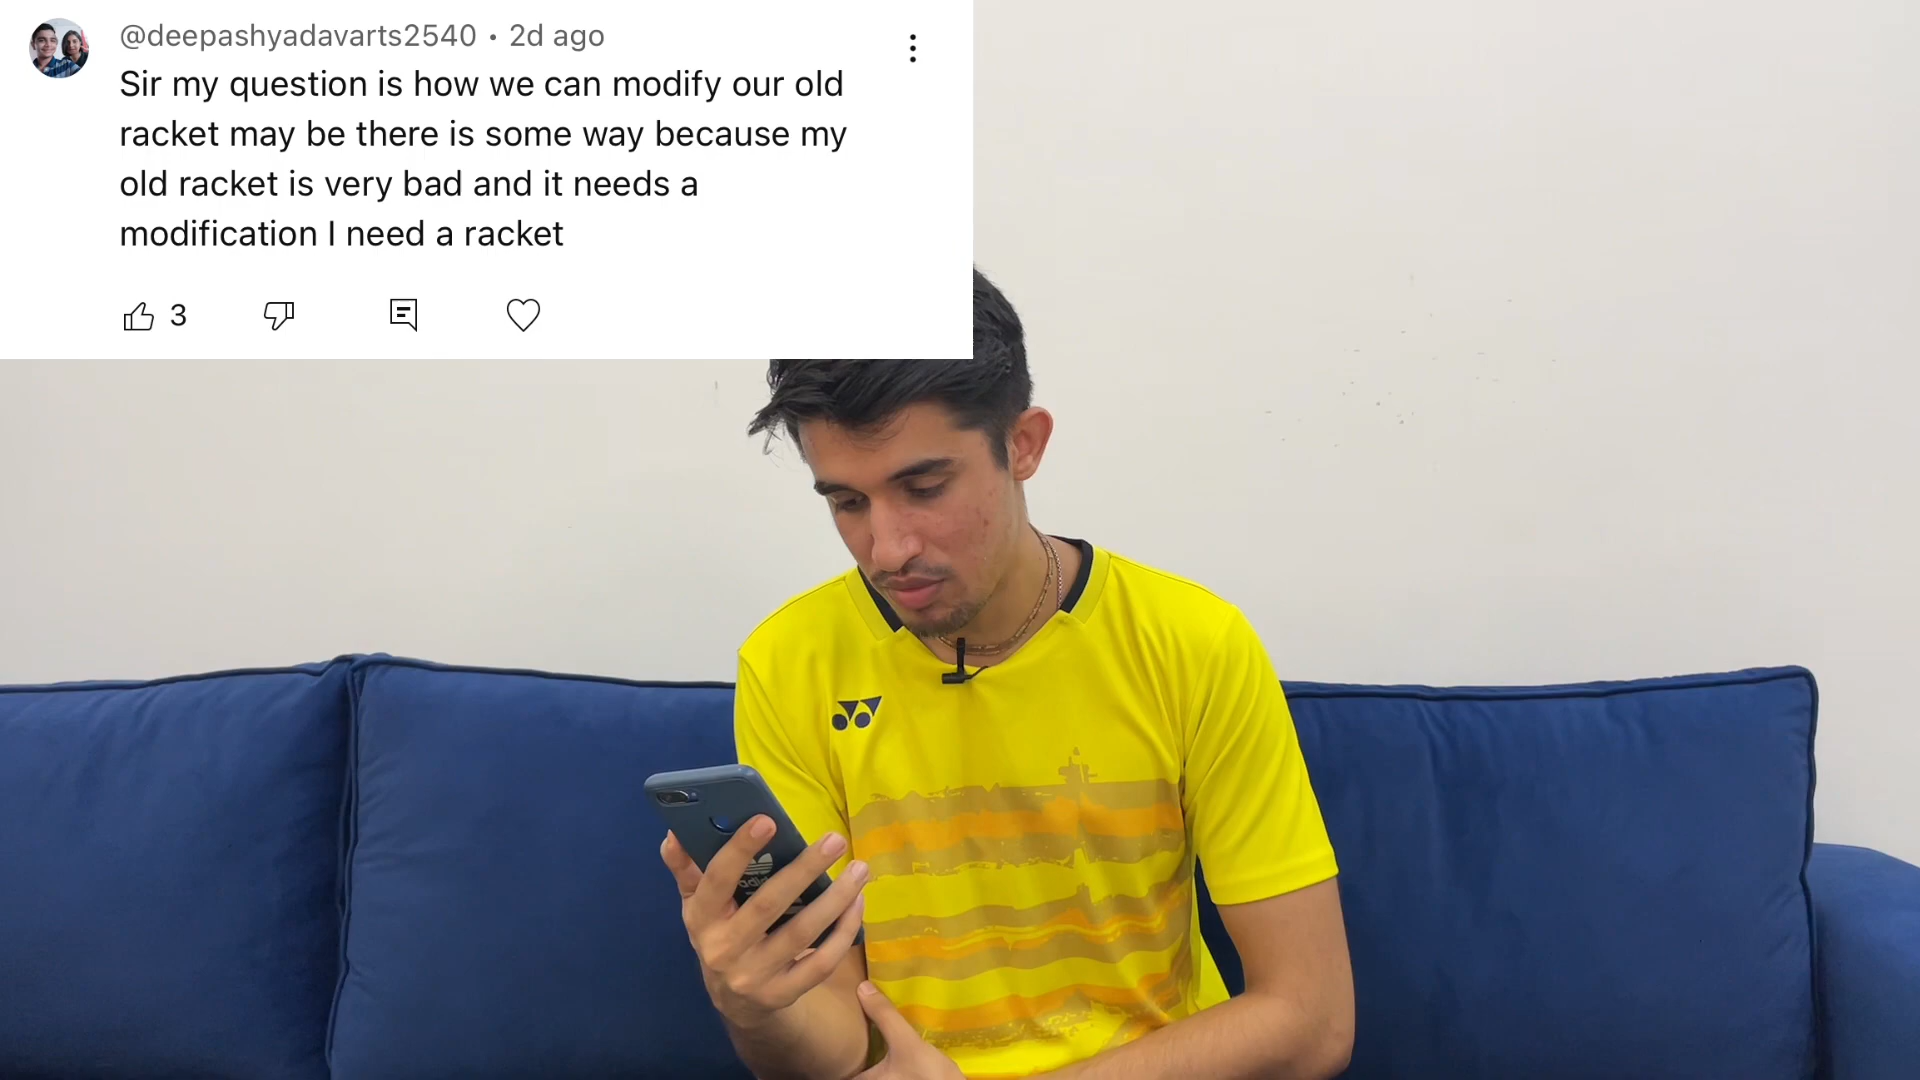 @deepashyadavarts2540 • 2d ago
Sir my question is how we can modify our old
racket may be there is some way because my
old racket is very bad and it needs a
modification I need a racket
3
adidas